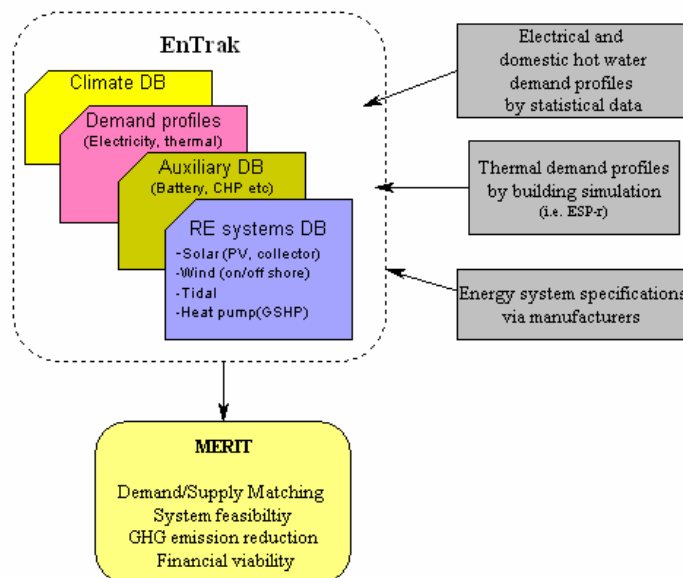 EnTrak
Climate DB
Demand profiles
(Electricity, thermal)
Auxiliary DB
(Battery, CHP etc)
RE systems DB
-Solar (PV, collector)
-Wind (on/off shore)
-Tidal
-Heat pump(GSHP)
Electrical and
domestic hot water
demand profiles
by statistical data
Thermal demand profiles
by building simulation
(i.e. ESP-r)
Energy system specifications
via manufacturers
MERIT
Demand/Supply Matching
System feasibiltiy
GHG emission reduction
Financial viability